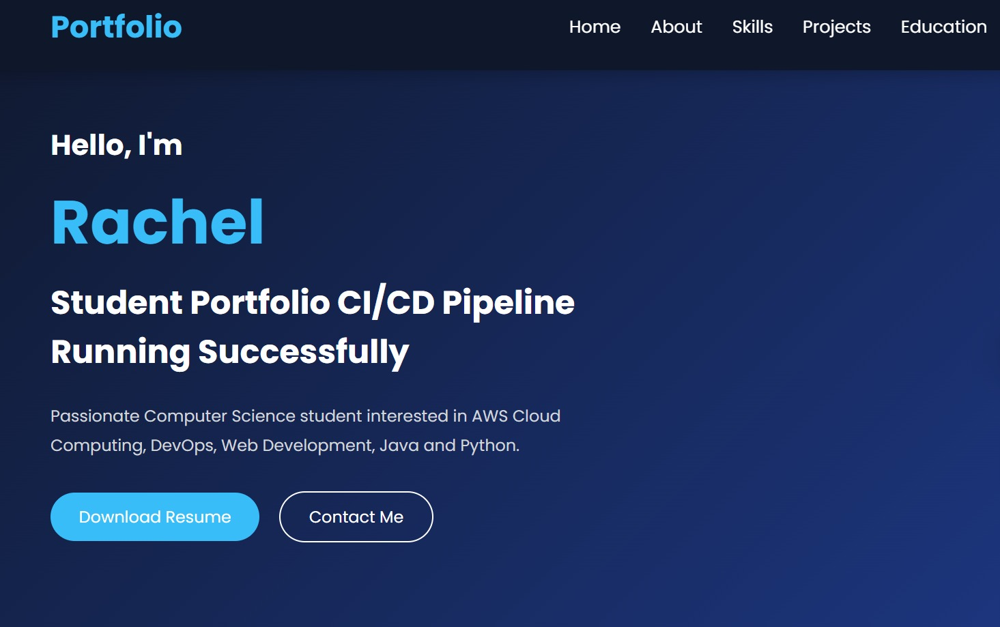 Portfolio
Home About Skills Projects Education
Hello, I'm
Rachel
Student Portfolio CI/CD Pipeline
Running Successfully
Passionate Computer Science student interested in AWS Cloud
Computing, DevOps, Web Development, Java and Python.
Download Resume Contact Me